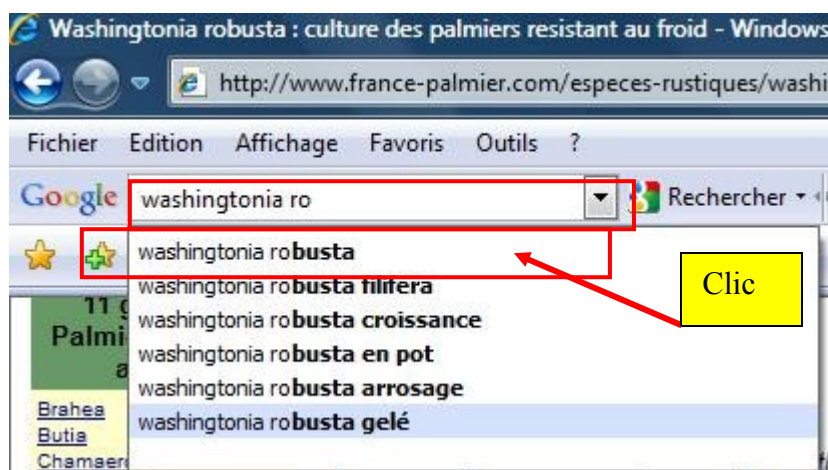 Washingtonia robusta : culture des palmiers resistant au froid - Windows
http://www.france-palmier.com/especes-rustiques/washi
Fichier Edition Affichage Favoris Outils ?
Google washingtonia ro Rechercher
washingtonia robusta
washingtonia robusta filifera
washingtonia robusta croissance
washingtonia robusta en pot
washingtonia robusta arrosage
washingtonia robusta gelé
Clic
11
Palmi
a
Brahea
Butia
Chamaer